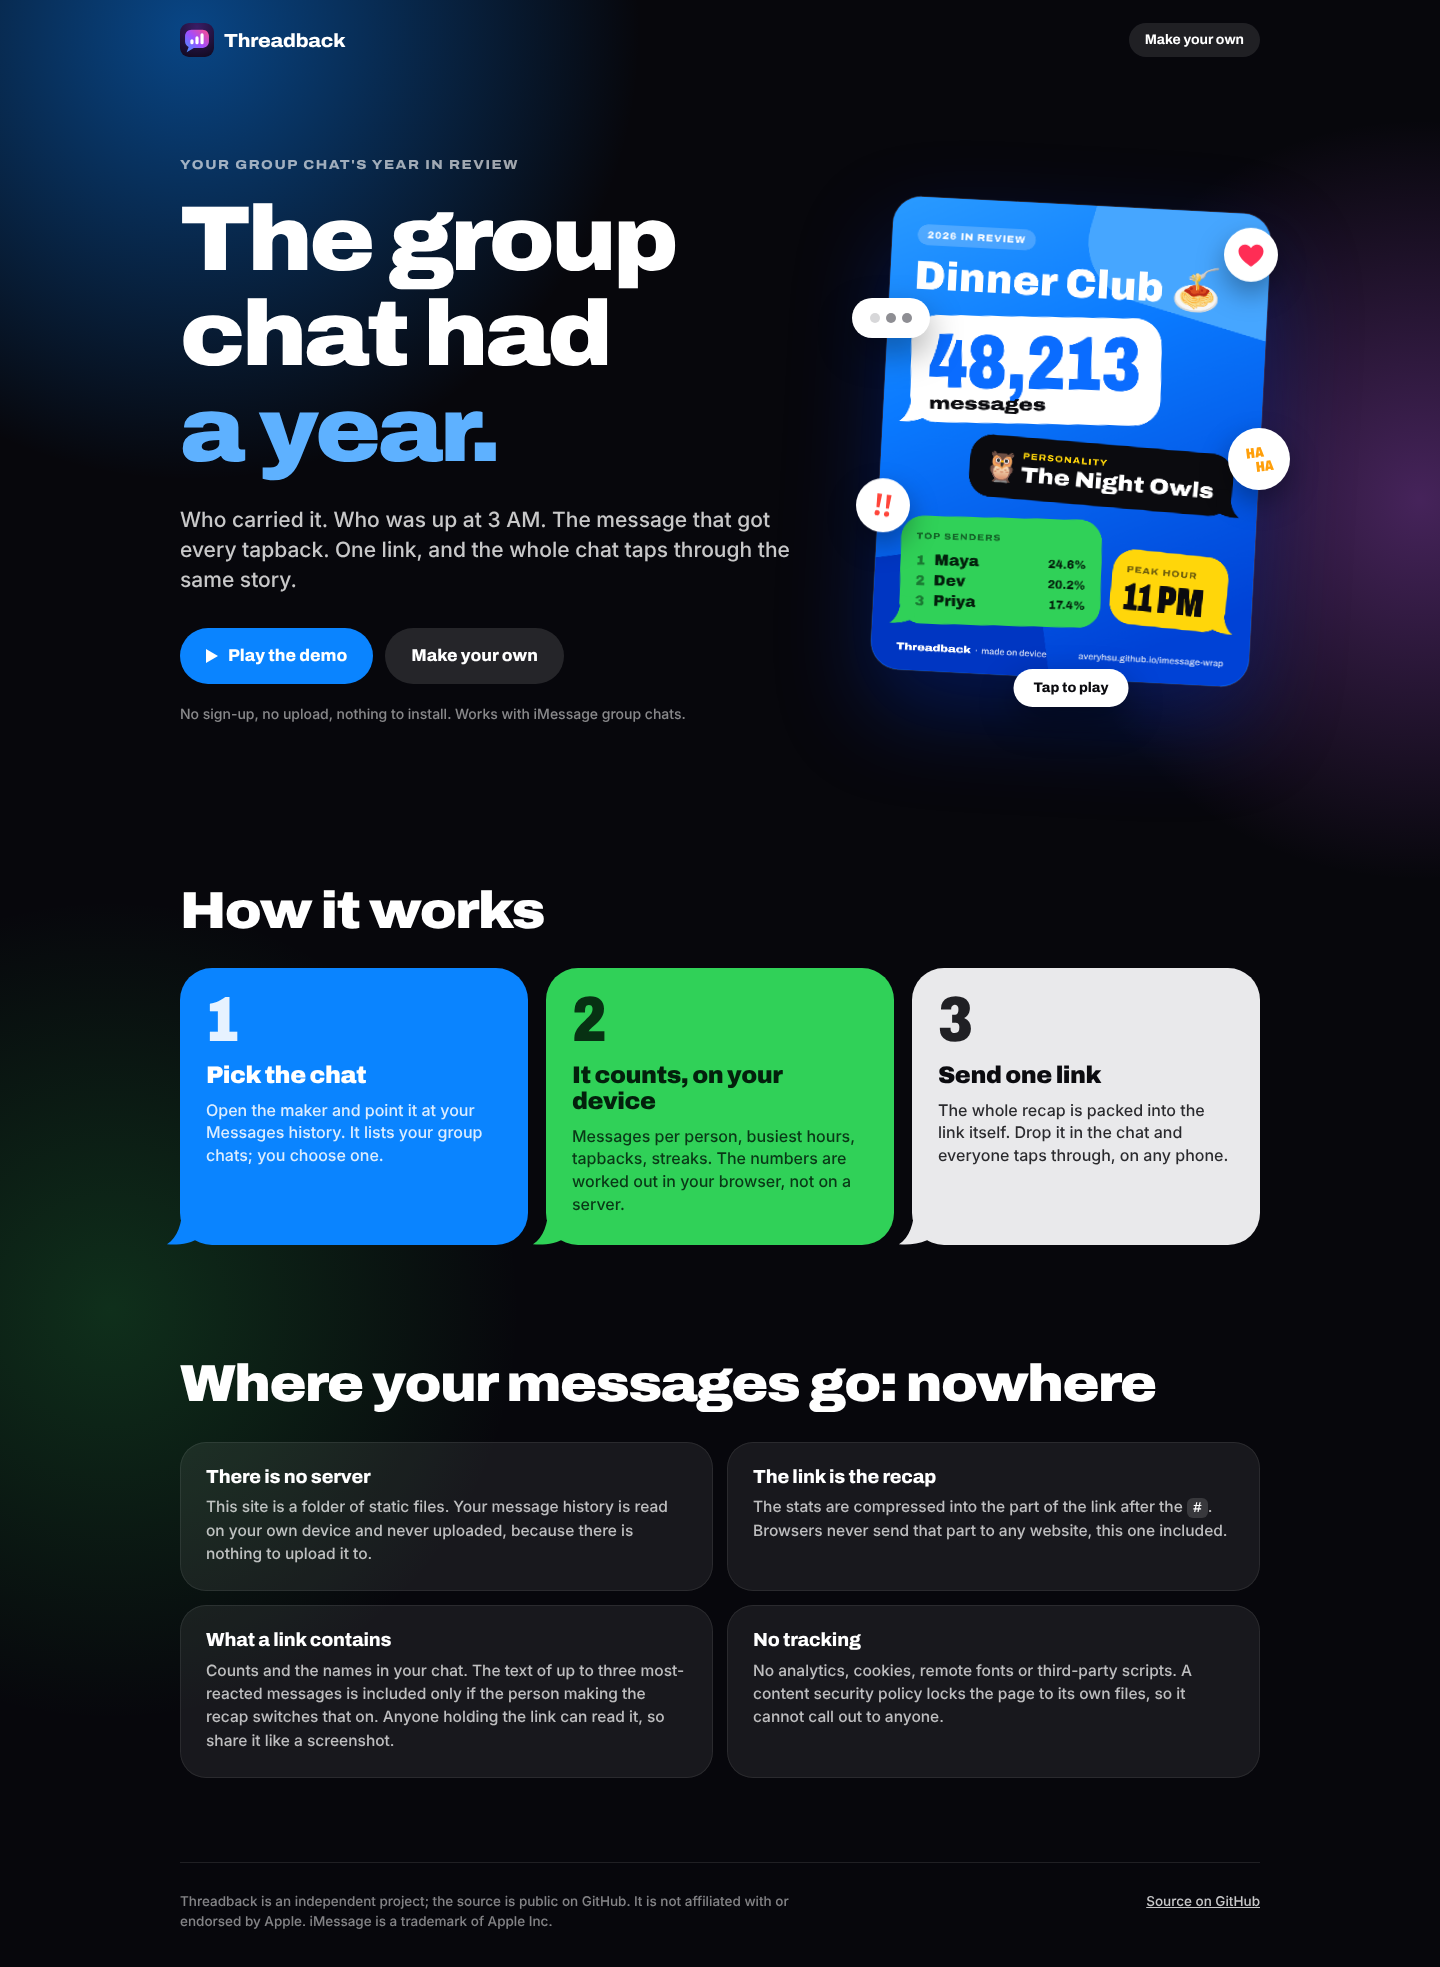 Threadback
Make your own
YOUR GROUP CHAT'S YEAR IN REVIEW
The group
chat had
a year.
Who carried it. Who was up at 3 AM. The message that got
every tapback. One link, and the whole chat taps through the
same story.
Play the demo
Make your own
No sign-up, no upload, nothing to install. Works with iMessage group chats.
2026 IN REVIEW
Dinner Club
48,213
messages
PERSONALITY
The Night Owls
HA
HA
!!
TOP SENDERS
1 Maya 24.6%
2 Dev 20.2%
3 Priya 17.4%
PEAK HOUR
11 PM
Threadback · made on device
averyhsu.github.io/imessage-wrap
Tap to play
How it works
1
Pick the chat
Open the maker and point it at your
Messages history. It lists your group
chats; you choose one.
2
It counts, on your
device
Messages per person, busiest hours,
tapbacks, streaks. The numbers are
worked out in your browser, not on a
server.
3
Send one link
The whole recap is packed into the
link itself. Drop it in the chat and
everyone taps through, on any phone.
Where your messages go: nowhere
There is no server
This site is a folder of static files. Your message history is read
on your own device and never uploaded, because there is
nothing to upload it to.
The link is the recap
The stats are compressed into the part of the link after the #.
Browsers never send that part to any website, this one included.
What a link contains
Counts and the names in your chat. The text of up to three most-
reacted messages is included only if the person making the
recap switches that on. Anyone holding the link can read it, so
share it like a screenshot.
No tracking
No analytics, cookies, remote fonts or third-party scripts. A
content security policy locks the page to its own files, so it
cannot call out to anyone.
Threadback is an independent project; the source is public on GitHub. It is not affiliated with or
endorsed by Apple. iMessage is a trademark of Apple Inc.
Source on GitHub